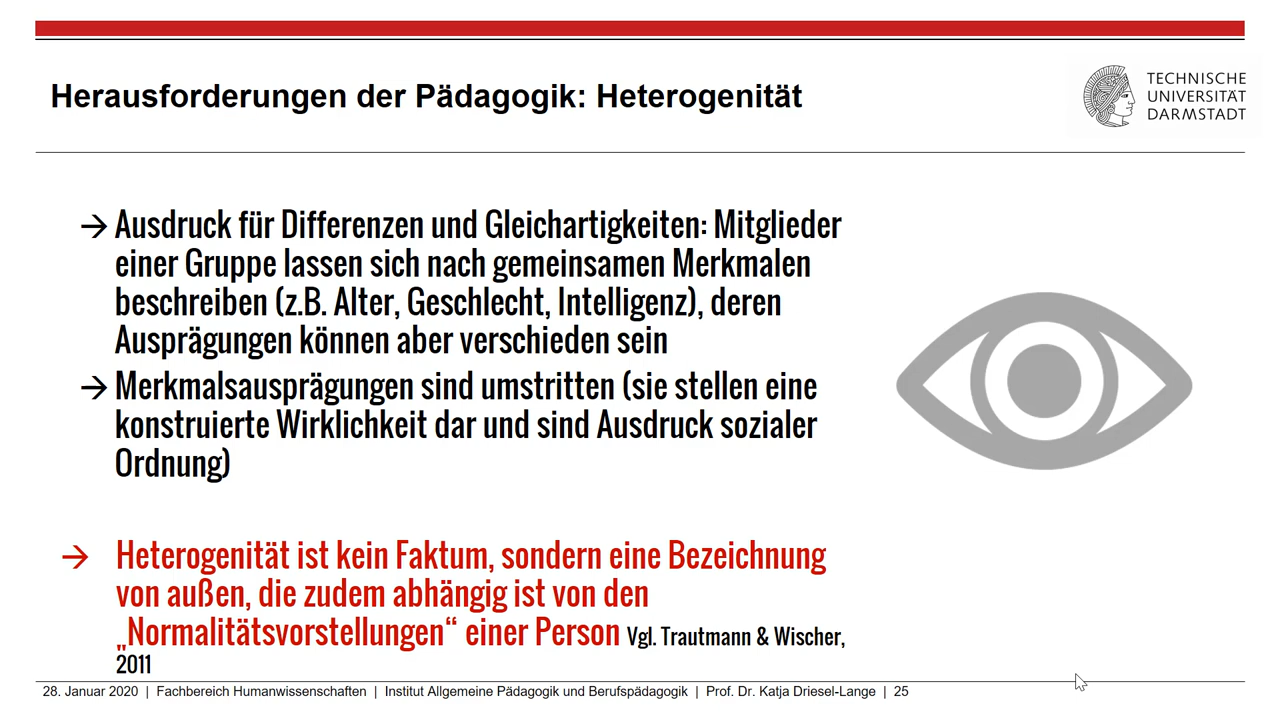 Herausforderungen der Pädagogik: Heterogenität
TECHNISCHE
UNIVERSITÄT
DARMSTADT
→ Ausdruck für Differenzen und Gleichartigkeiten: Mitglieder
einer Gruppe lassen sich nach gemeinsamen Merkmalen
beschreiben (z.B. Alter, Geschlecht, Intelligenz), deren
Ausprägungen können aber verschieden sein
→ Merkmalsausprägungen sind umstritten (sie stellen eine
konstruierte Wirklichkeit dar und sind Ausdruck sozialer
Ordnung)
→ Heterogenität ist kein Faktum, sondern eine Bezeichnung
von außen, die zudem abhängig ist von den
„Normalitätsvorstellungen“ einer Person Vgl. Trautmann & Wischer,
2011
28. Januar 2020 | Fachbereich Humanwissenschaften | Institut Allgemeine Pädagogik und Berufspädagogik | Prof. Dr. Katja Driesel-Lange | 25